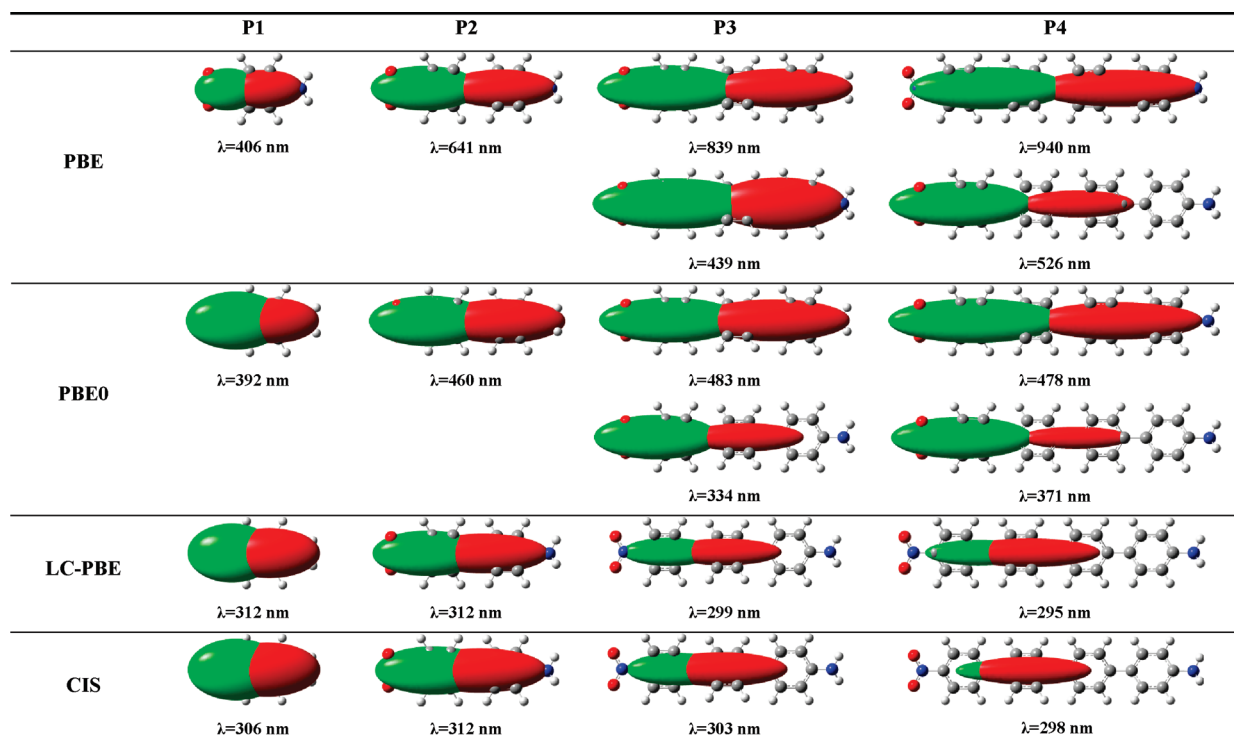 P1 P2 P3 P4
PBE
λ=406 nm λ=641 nm λ=839 nm λ=940 nm
λ=439 nm λ=526 nm
PBE0
λ=392 nm λ=460 nm λ=483 nm λ=478 nm
λ=334 nm λ=371 nm
LC-PBE
λ=312 nm λ=312 nm λ=299 nm λ=295 nm
CIS
λ=306 nm λ=312 nm λ=303 nm λ=298 nm